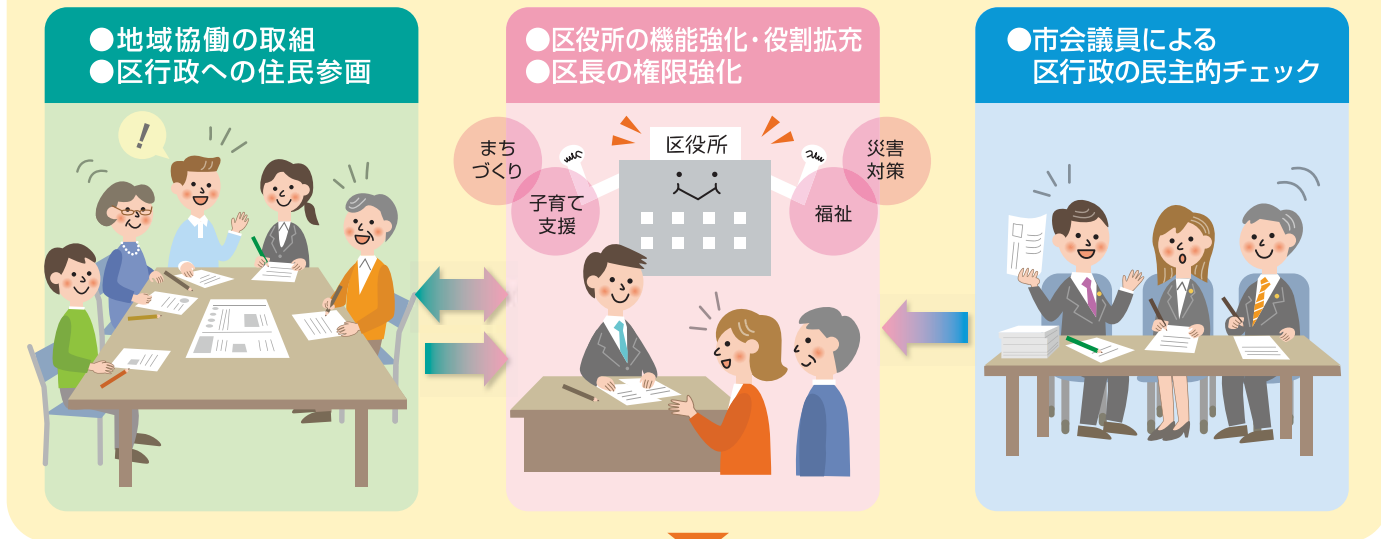 ●地域協働の取組
●区行政への住民参画
●区役所の機能強化・役割拡充
●区長の権限強化
●市会議員による
区行政の民主的チェック
!
まち
づくり
子育て
支援
区役所
災害
対策
福祉